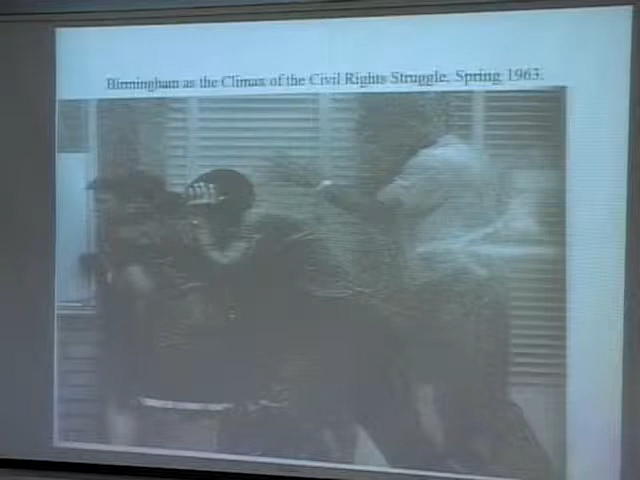 Birmingham as the Climax of the Civil Rights Struggle, Spring 1963.